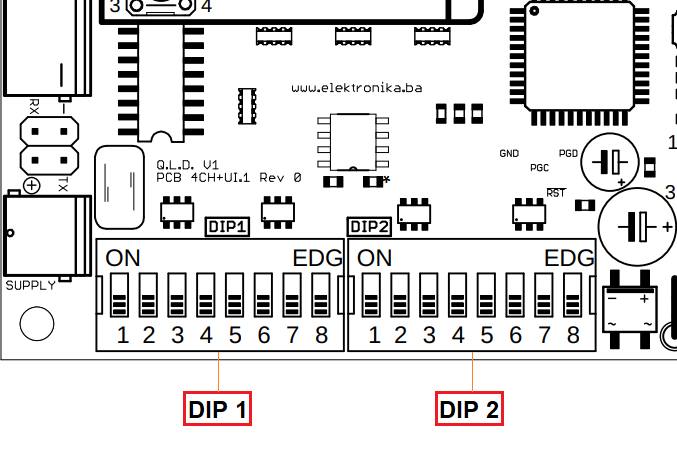 3 4
www.elektronika.ba
RX
−
TX
+
Q.L.D. V1
PCB 4CH+UI.1 Rev 0
GND
PGD
PGC
RST
1
3
+
+
*
DIP1
DIP2
SUPPLY
ON EDG
1 2 3 4 5 6 7 8
ON EDG
1 2 3 4 5 6 7 8
− +
~ ~
DIP 1
DIP 2